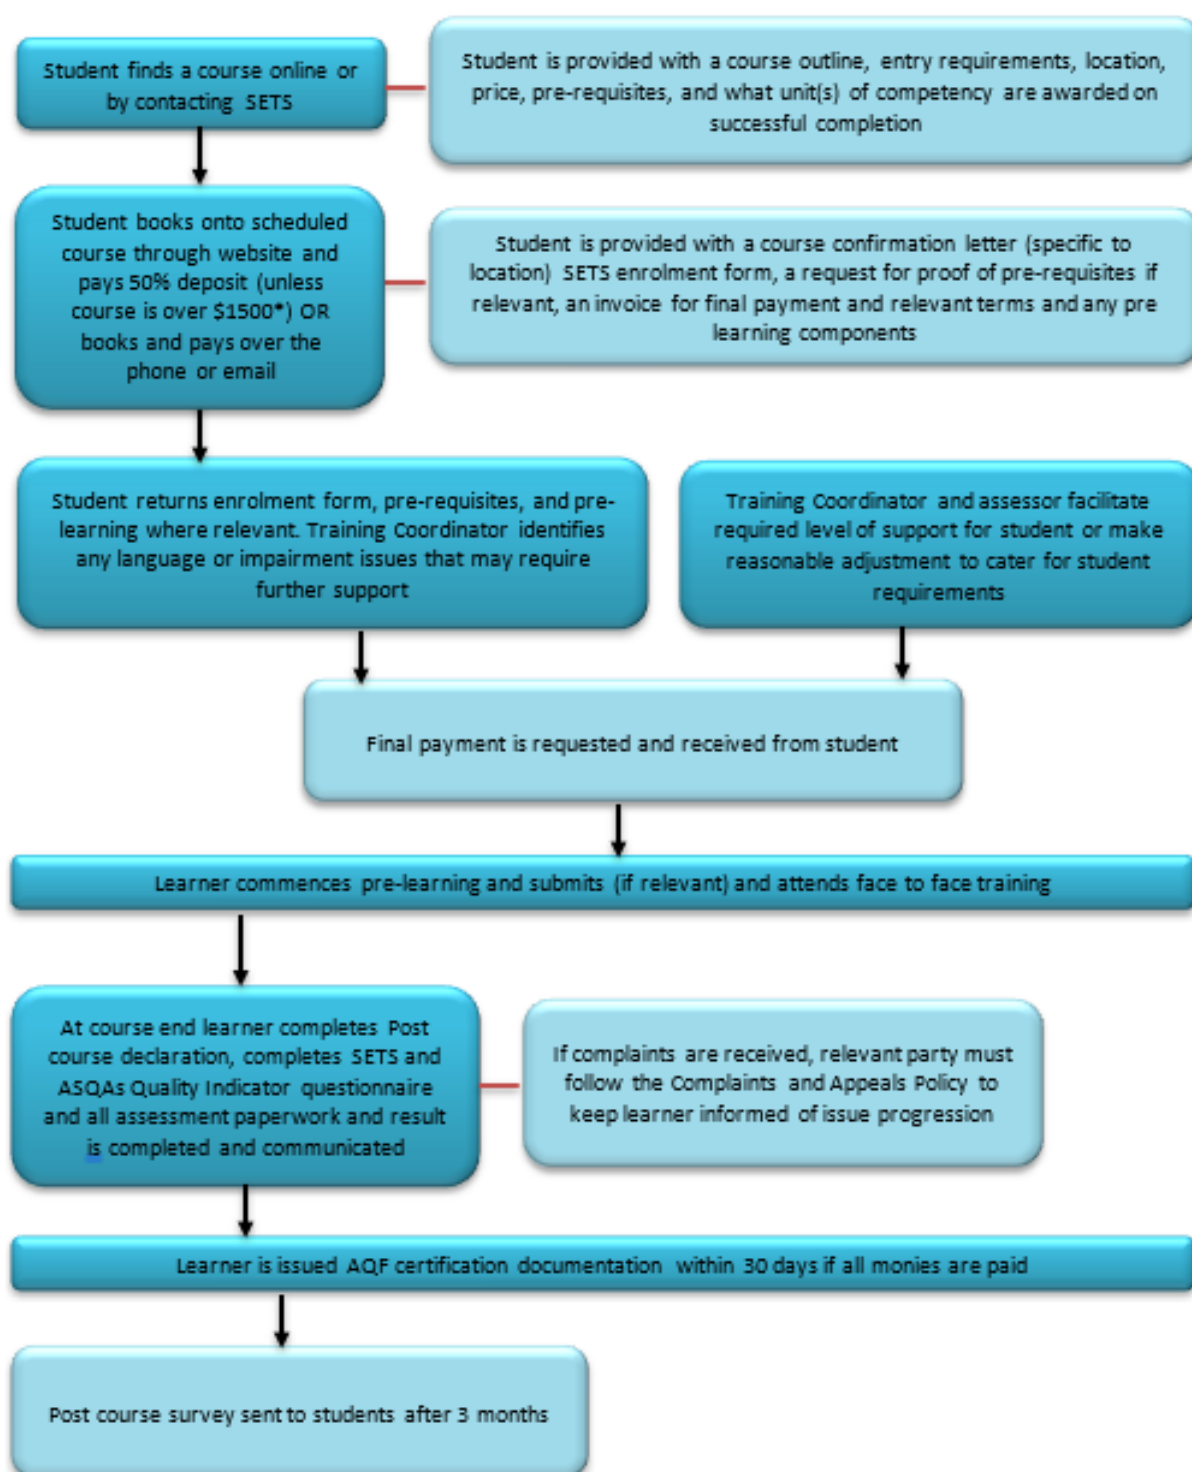 Student finds a course online or
by contacting SETS
Student is provided with a course outline, entry requirements, location,
price, pre-requisites, and what unit(s) of competency are awarded on
successful completion
Student books onto scheduled
course through website and
pays 50% deposit (unless
course is over $1500*) OR
books and pays over the
phone or email
Student is provided with a course confirmation letter (specific to
location) SETS enrolment form, a request for proof of pre-requisites if
relevant, an invoice for final payment and relevant terms and any pre
learning components
Student returns enrolment form, pre-requisites, and pre-
learning where relevant. Training Coordinator identifies
any language or impairment issues that may require
further support
Training Coordinator and assessor facilitate
required level of support for student or make
reasonable adjustment to cater for student
requirements
Final payment is requested and received from student
Learner commences pre-learning and submits (if relevant) and attends face to face training
At course end learner completes Post
course declaration, completes SETS and
ASQAs Quality Indicator questionnaire
and all assessment paperwork and result
is completed and communicated
If complaints are received, relevant party must
follow the Complaints and Appeals Policy to
keep learner informed of issue progression
Learner is issued AQF certification documentation within 30 days if all monies are paid
Post course survey sent to students after 3 months